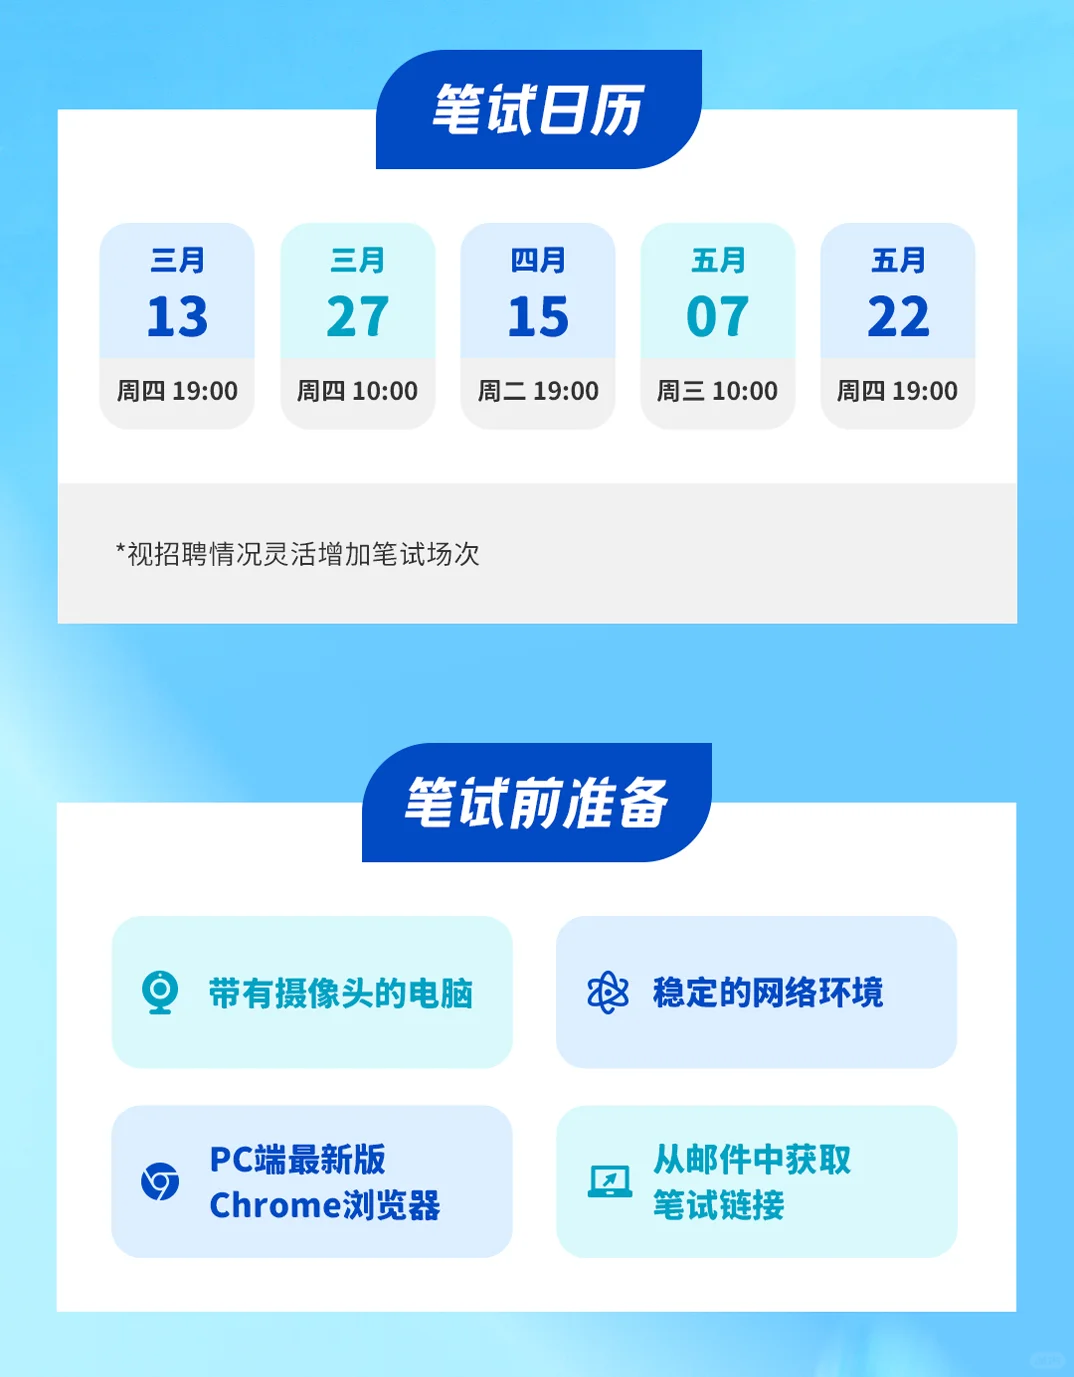 笔试日历
三月
13
周四 19:00
三月
27
周四 10:00
四月
15
周二 19:00
五月
07
周三 10:00
五月
22
周四 19:00
*视招聘情况灵活增加笔试场次
笔试前准备
带有摄像头的电脑
稳定的网络环境
PC端最新版
Chrome浏览器
从邮件中获取
笔试链接